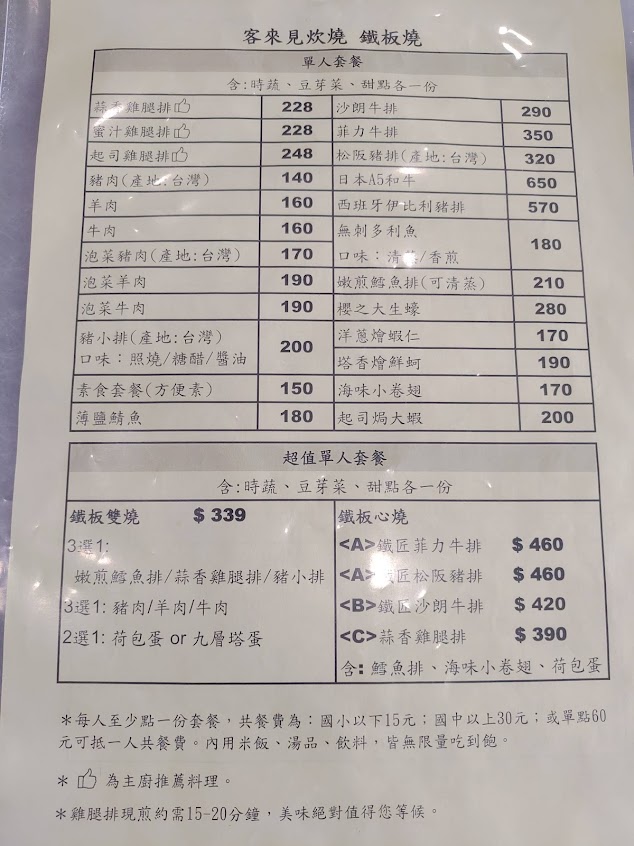 客來見炊燒 鐵板燒
單人套餐
含:時蔬、豆芽菜、甜點各一份
蒜香雞腿排👍 228
蜜汁雞腿排👍 228
起司雞腿排👍 248
豬肉(產地:台灣) 140
羊肉 160
牛肉 160
泡菜豬肉(產地:台灣) 170
泡菜羊肉 190
泡菜牛肉 190
豬小排(產地:台灣)
口味：照燒/糖醋/醬油 200
素食套餐(方便素) 150
薄鹽鯖魚 180
沙朗牛排 290
菲力牛排 350
松阪豬排(產地:台灣) 320
日本A5和牛 650
西班牙伊比利豬排 570
無刺多利魚
口味：清蒸/香煎 180
嫩煎鱈魚排(可清蒸) 210
櫻之大生蠔 280
洋蔥燴蝦仁 170
塔香燴鮮蚵 190
海味小卷翅 170
起司焗大蝦 200
超值單人套餐
含:時蔬、豆芽菜、甜點各一份
鐵板雙燒 $ 339
3選1:
嫩煎鱈魚排/蒜香雞腿排/豬小排
3選1: 豬肉/羊肉/牛肉
2選1: 荷包蛋 or 九層塔蛋
鐵板心燒
<A>鐵匠菲力牛排 $ 460
<A>鐵匠松阪豬排 $ 460
<B>鐵匠沙朗牛排 $ 420
<C>蒜香雞腿排 $ 390
含: 鱈魚排、海味小卷翅、荷包蛋
＊每人至少點一份套餐，共餐費為：國小以下15元；國中以上30元；或單點60
元可抵一人共餐費。內用米飯、湯品、飲料，皆無限量吃到飽。
＊ 👍 為主廚推薦料理。
＊雞腿排現煎約需15-20分鐘，美味絕對值得您等候。